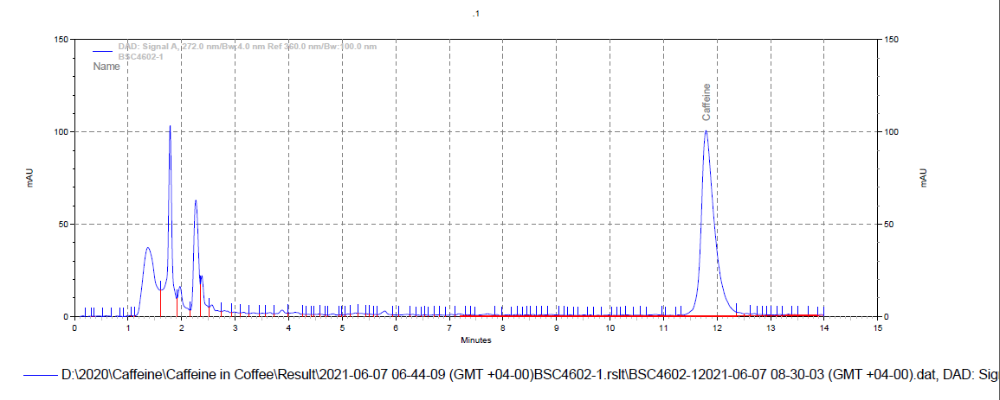 .1
DAD: Signal A, 272.0 nm/Bw:4.0 nm Ref 360.0 nm/Bw:100.0 nm
BSC4602-1
Name
Caffeine
mAU
mAU
150
100
50
0
150
100
50
0
0 1 2 3 4 5 6 7 8 9 10 11 12 13 14 15
Minutes
D:\2020\Caffeine\Caffeine in Coffee\Result\2021-06-07 06-44-09 (GMT +04-00)BSC4602-1.rslt\BSC4602-12021-06-07 08-30-03 (GMT +04-00).dat, DAD: Sig